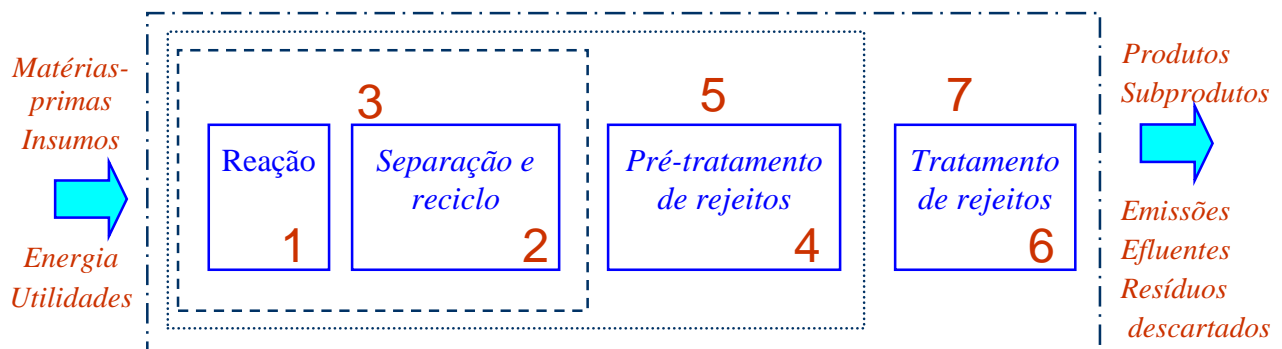 Matérias-
primas
Insumos
Energia
Utilidades
3
5
7
Reação
1
Separação e
reciclo
2
Pré-tratamento
de rejeitos
4
Tratamento
de rejeitos
6
Produtos
Subprodutos
Emissões
Efluentes
Resíduos
descartados